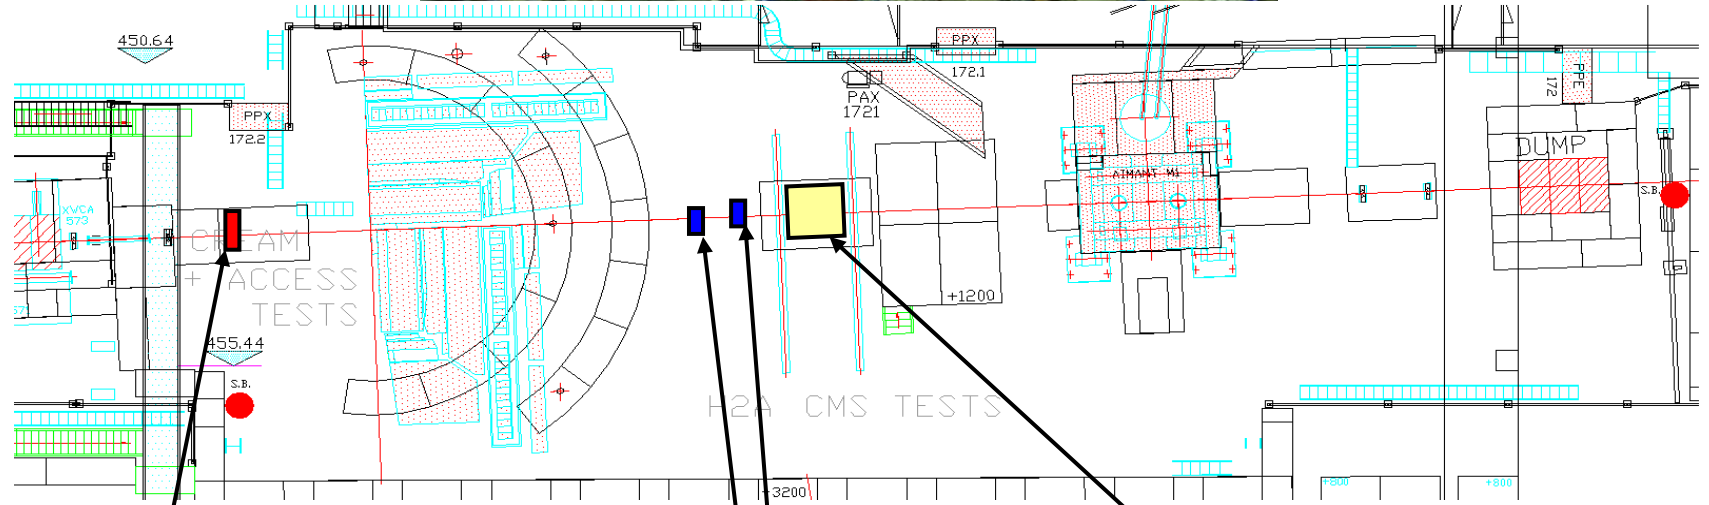 450.64
PPX
172.2
PPX
172.1
PAX
1721
PPE
172
DUMP
S.B.
AIMANT M1
XWCA
573
CREAM
+ ACCESS
TESTS
+1200
455.44
S.B.
H2A CMS TESTS
+3200
+800
+800